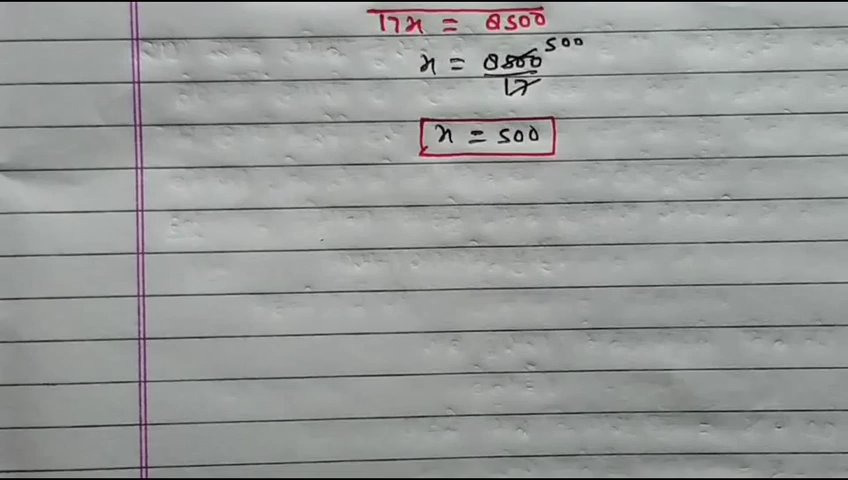 17x = 8500
x = 8500/17 500
x = 500